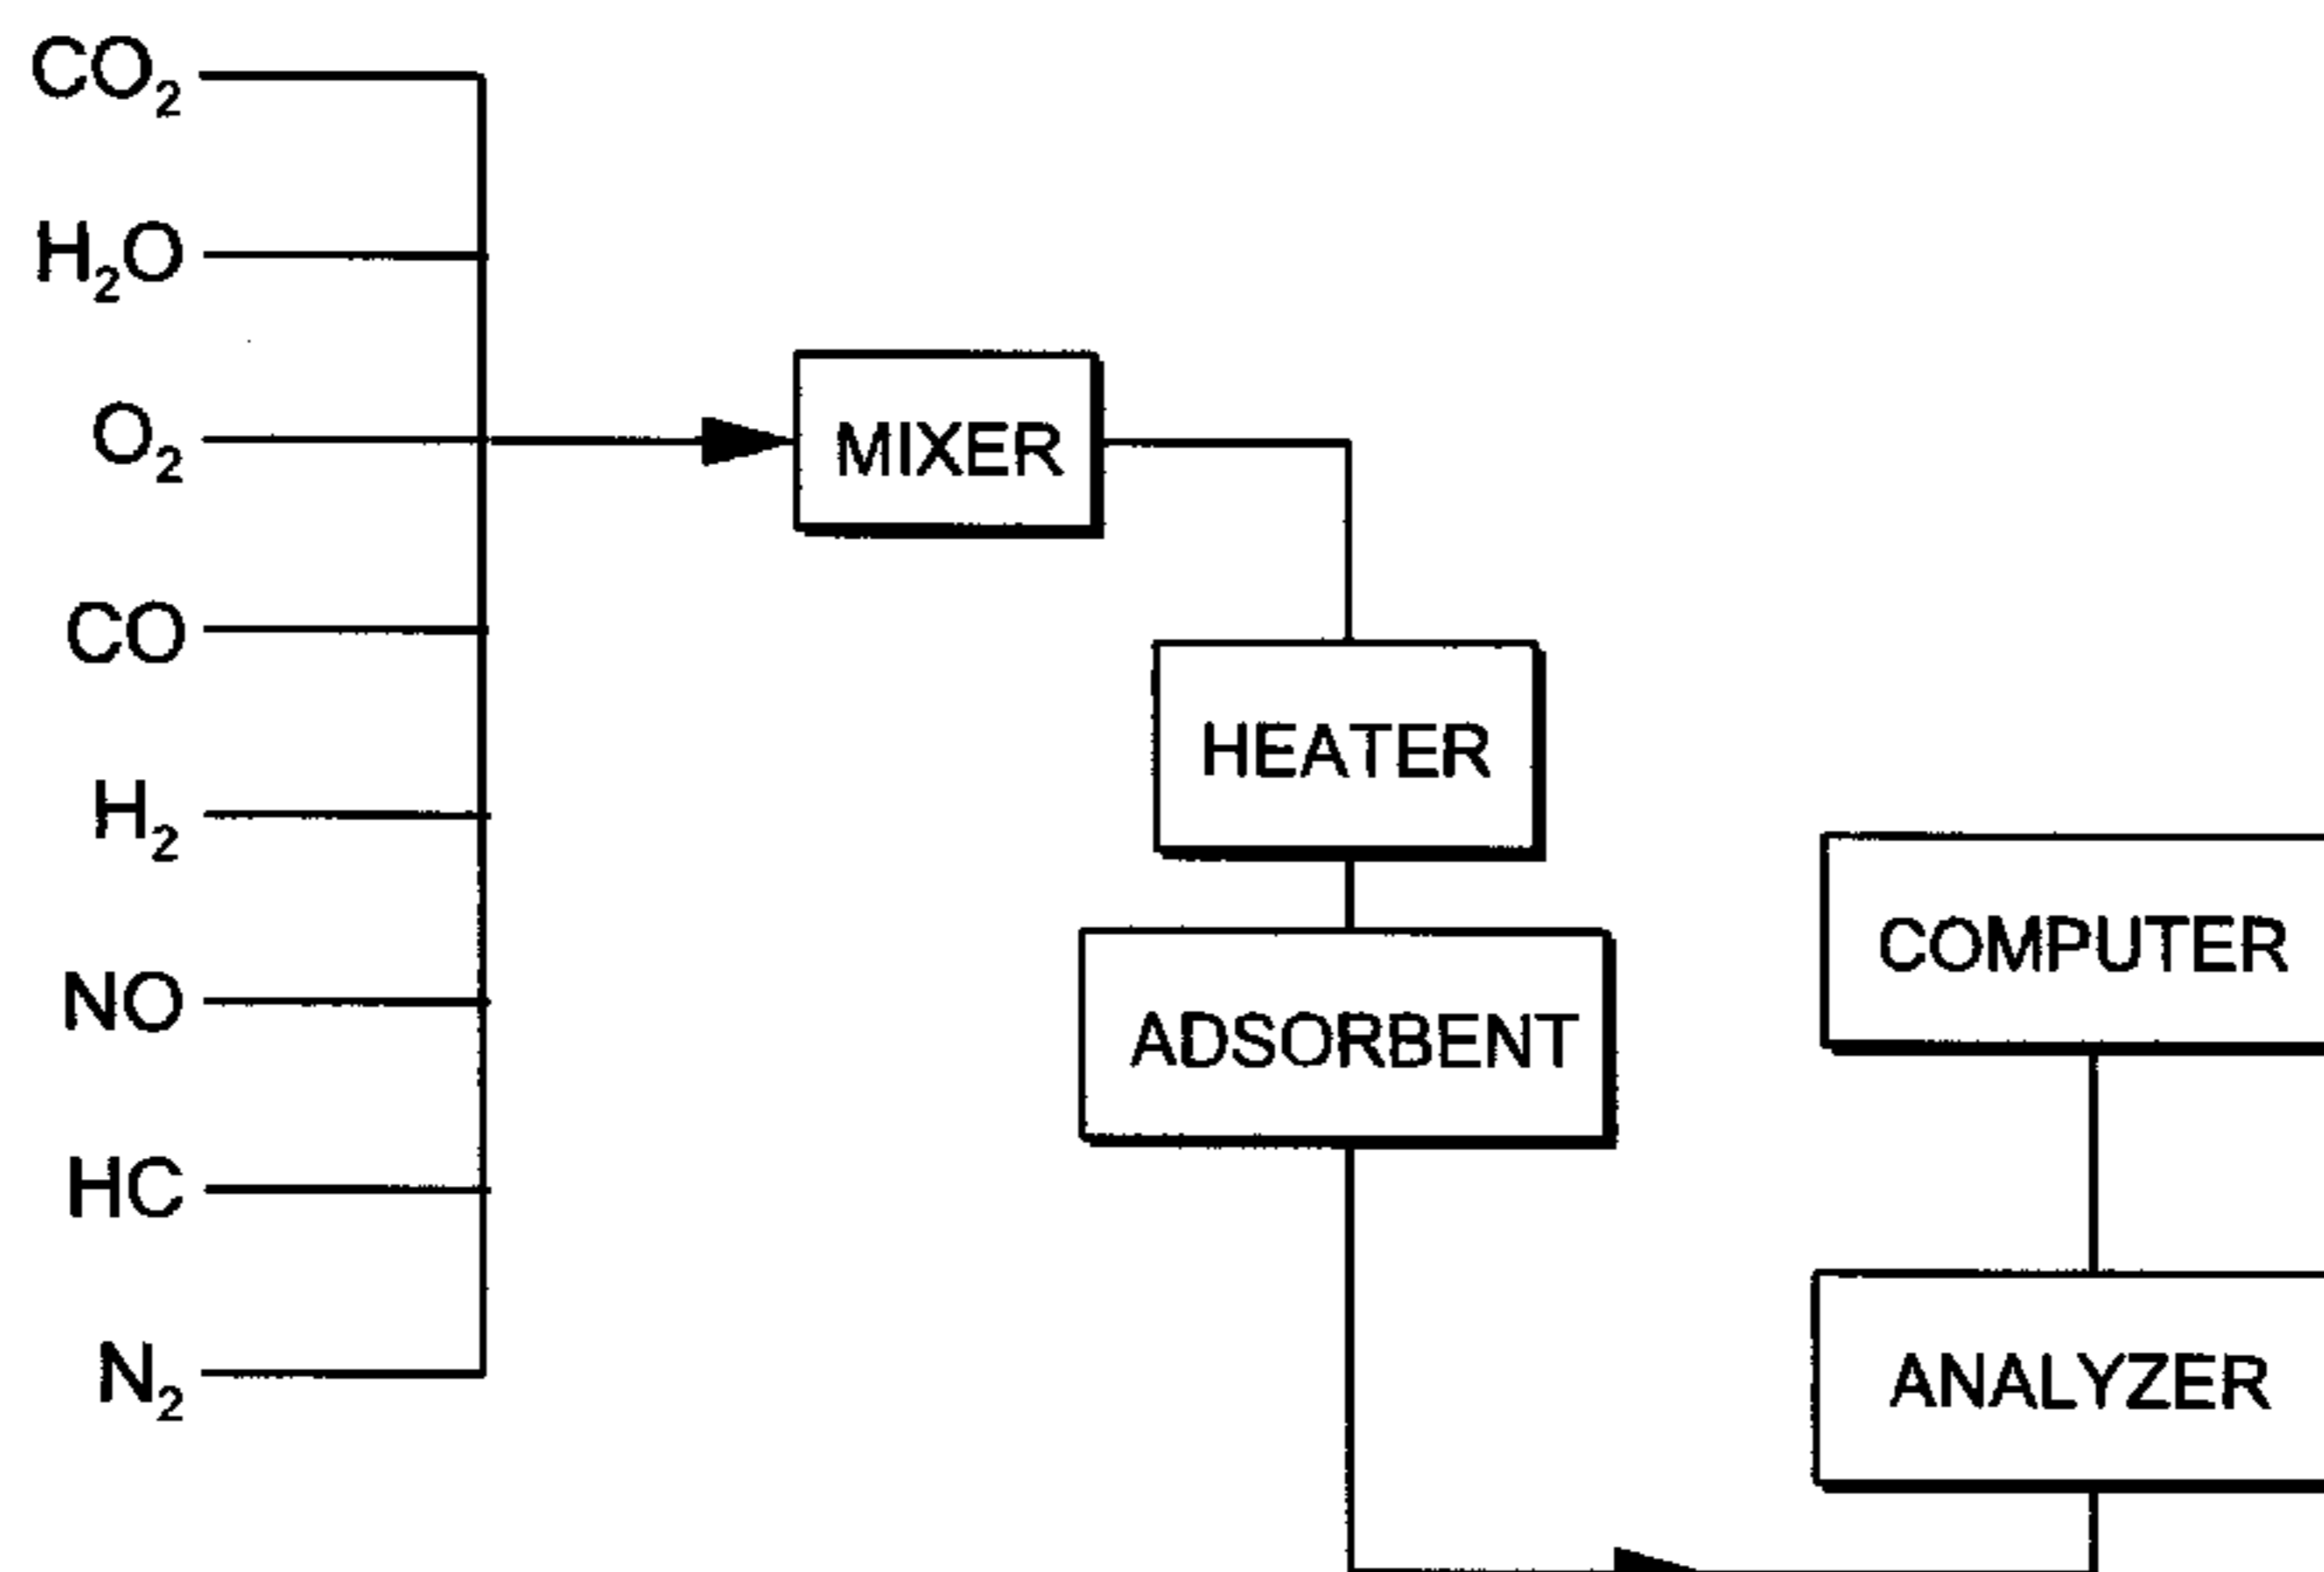 CO₂
H₂O
O₂
MIXER
CO
HEATER
H₂
COMPUTER
NO
ADSORBENT
HC
N₂
ANALYZER